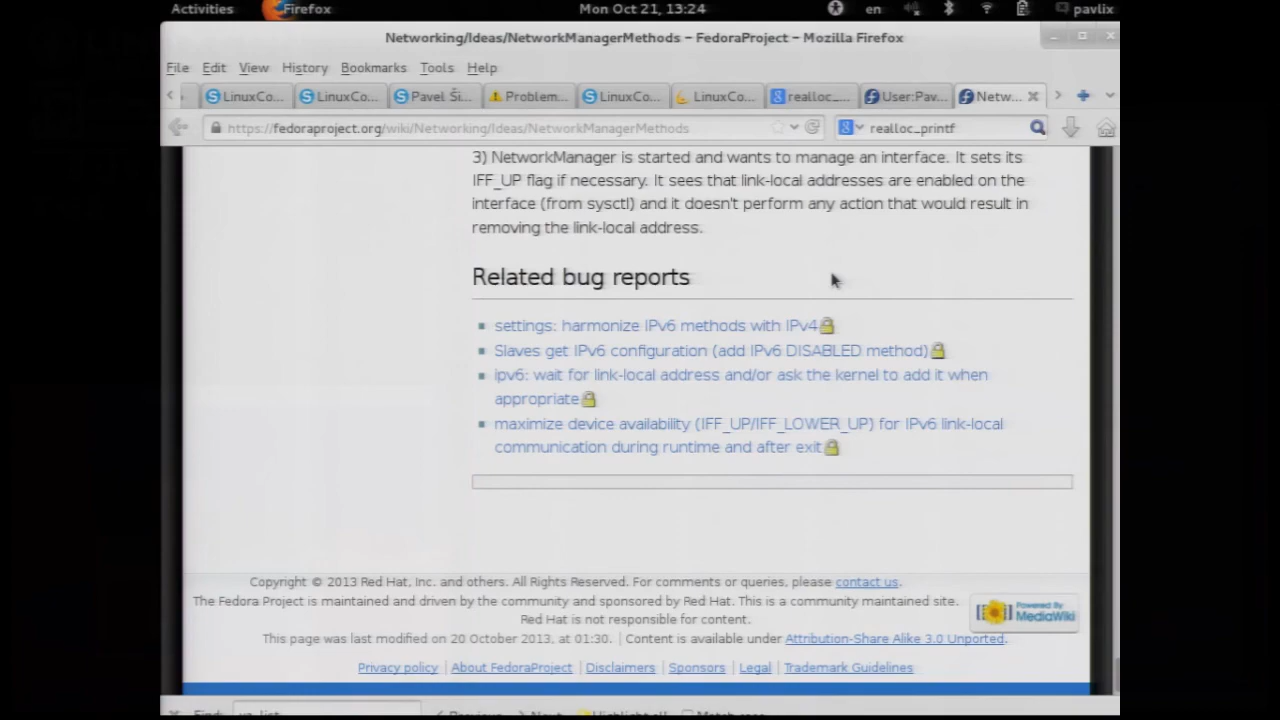 Activities Firefox Mon Oct 21, 13:24 en pavlix
Networking/Ideas/NetworkManagerMethods – FedoraProject – Mozilla Firefox
File Edit View History Bookmarks Tools Help
LinuxCo... LinuxCo... Pavel Ši... Problem... LinuxCo... LinuxCo... realloc_... User:Pav... Netw...
https://fedoraproject.org/wiki/Networking/Ideas/NetworkManagerMethods realloc_printf
3) NetworkManager is started and wants to manage an interface. It sets its
IFF_UP flag if necessary. It sees that link-local addresses are enabled on the
interface (from sysctl) and it doesn't perform any action that would result in
removing the link-local address.
Related bug reports
settings: harmonize IPv6 methods with IPv4
Slaves get IPv6 configuration (add IPv6 DISABLED method)
ipv6: wait for link-local address and/or ask the kernel to add it when
appropriate
maximize device availability (IFF_UP/IFF_LOWER_UP) for IPv6 link-local
communication during runtime and after exit
Copyright © 2013 Red Hat, Inc. and others. All Rights Reserved. For comments or queries, please contact us.
The Fedora Project is maintained and driven by the community and sponsored by Red Hat. This is a community maintained site.
Red Hat is not responsible for content.
Powered By
MediaWiki
This page was last modified on 20 October 2013, at 01:30. Content is available under Attribution-Share Alike 3.0 Unported.
Privacy policy About FedoraProject Disclaimers Sponsors Legal Trademark Guidelines
Find: Previous Next Highlight all Match case